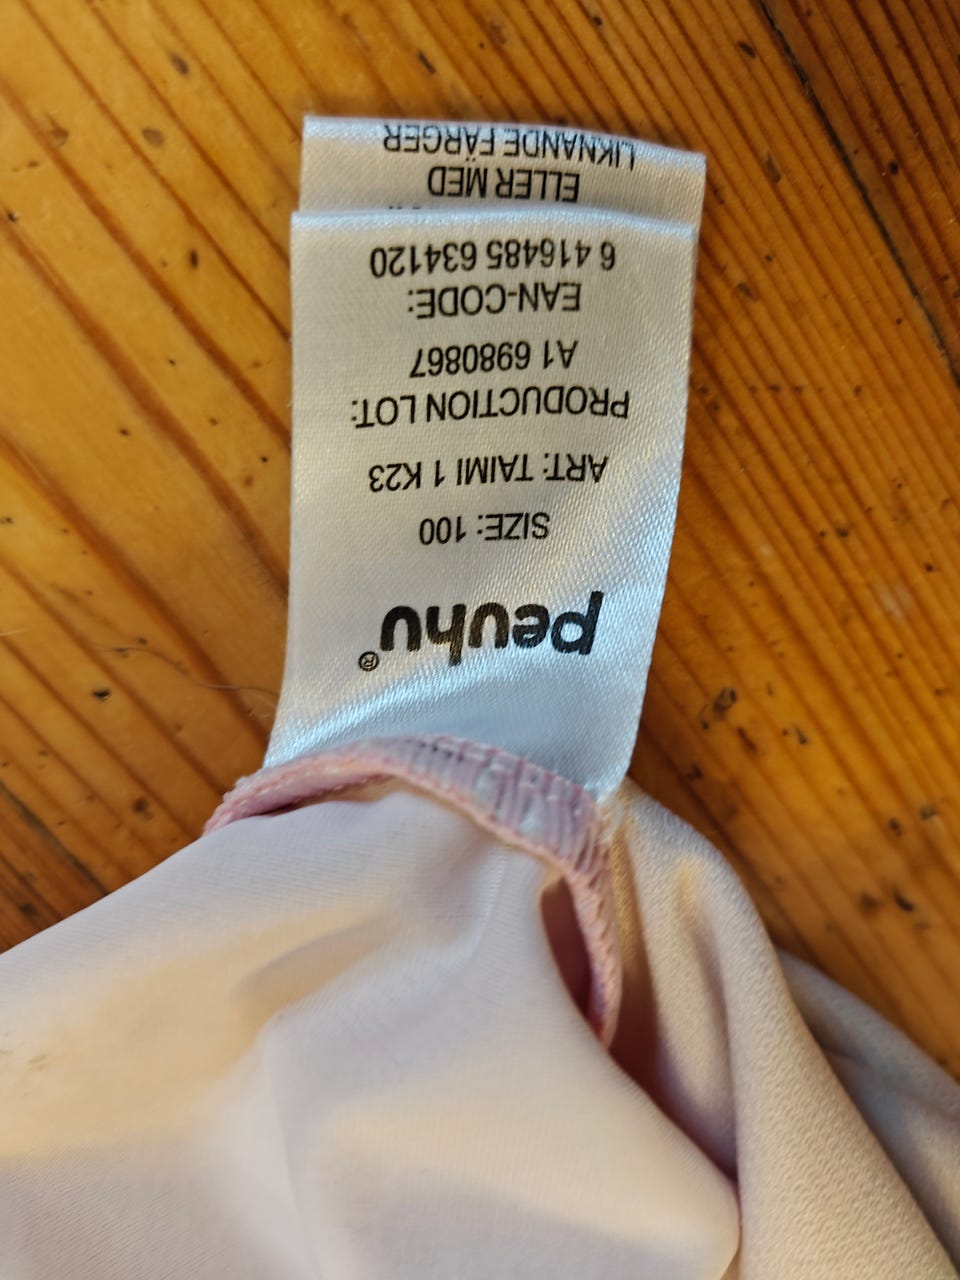 peuhu®
SIZE: 100
ART: TAIMI 1 K23
PRODUCTION LOT:
A1 6980867
EAN-CODE:
6 416485 634120
ELLER MED
LIKNANDE FÄRGER